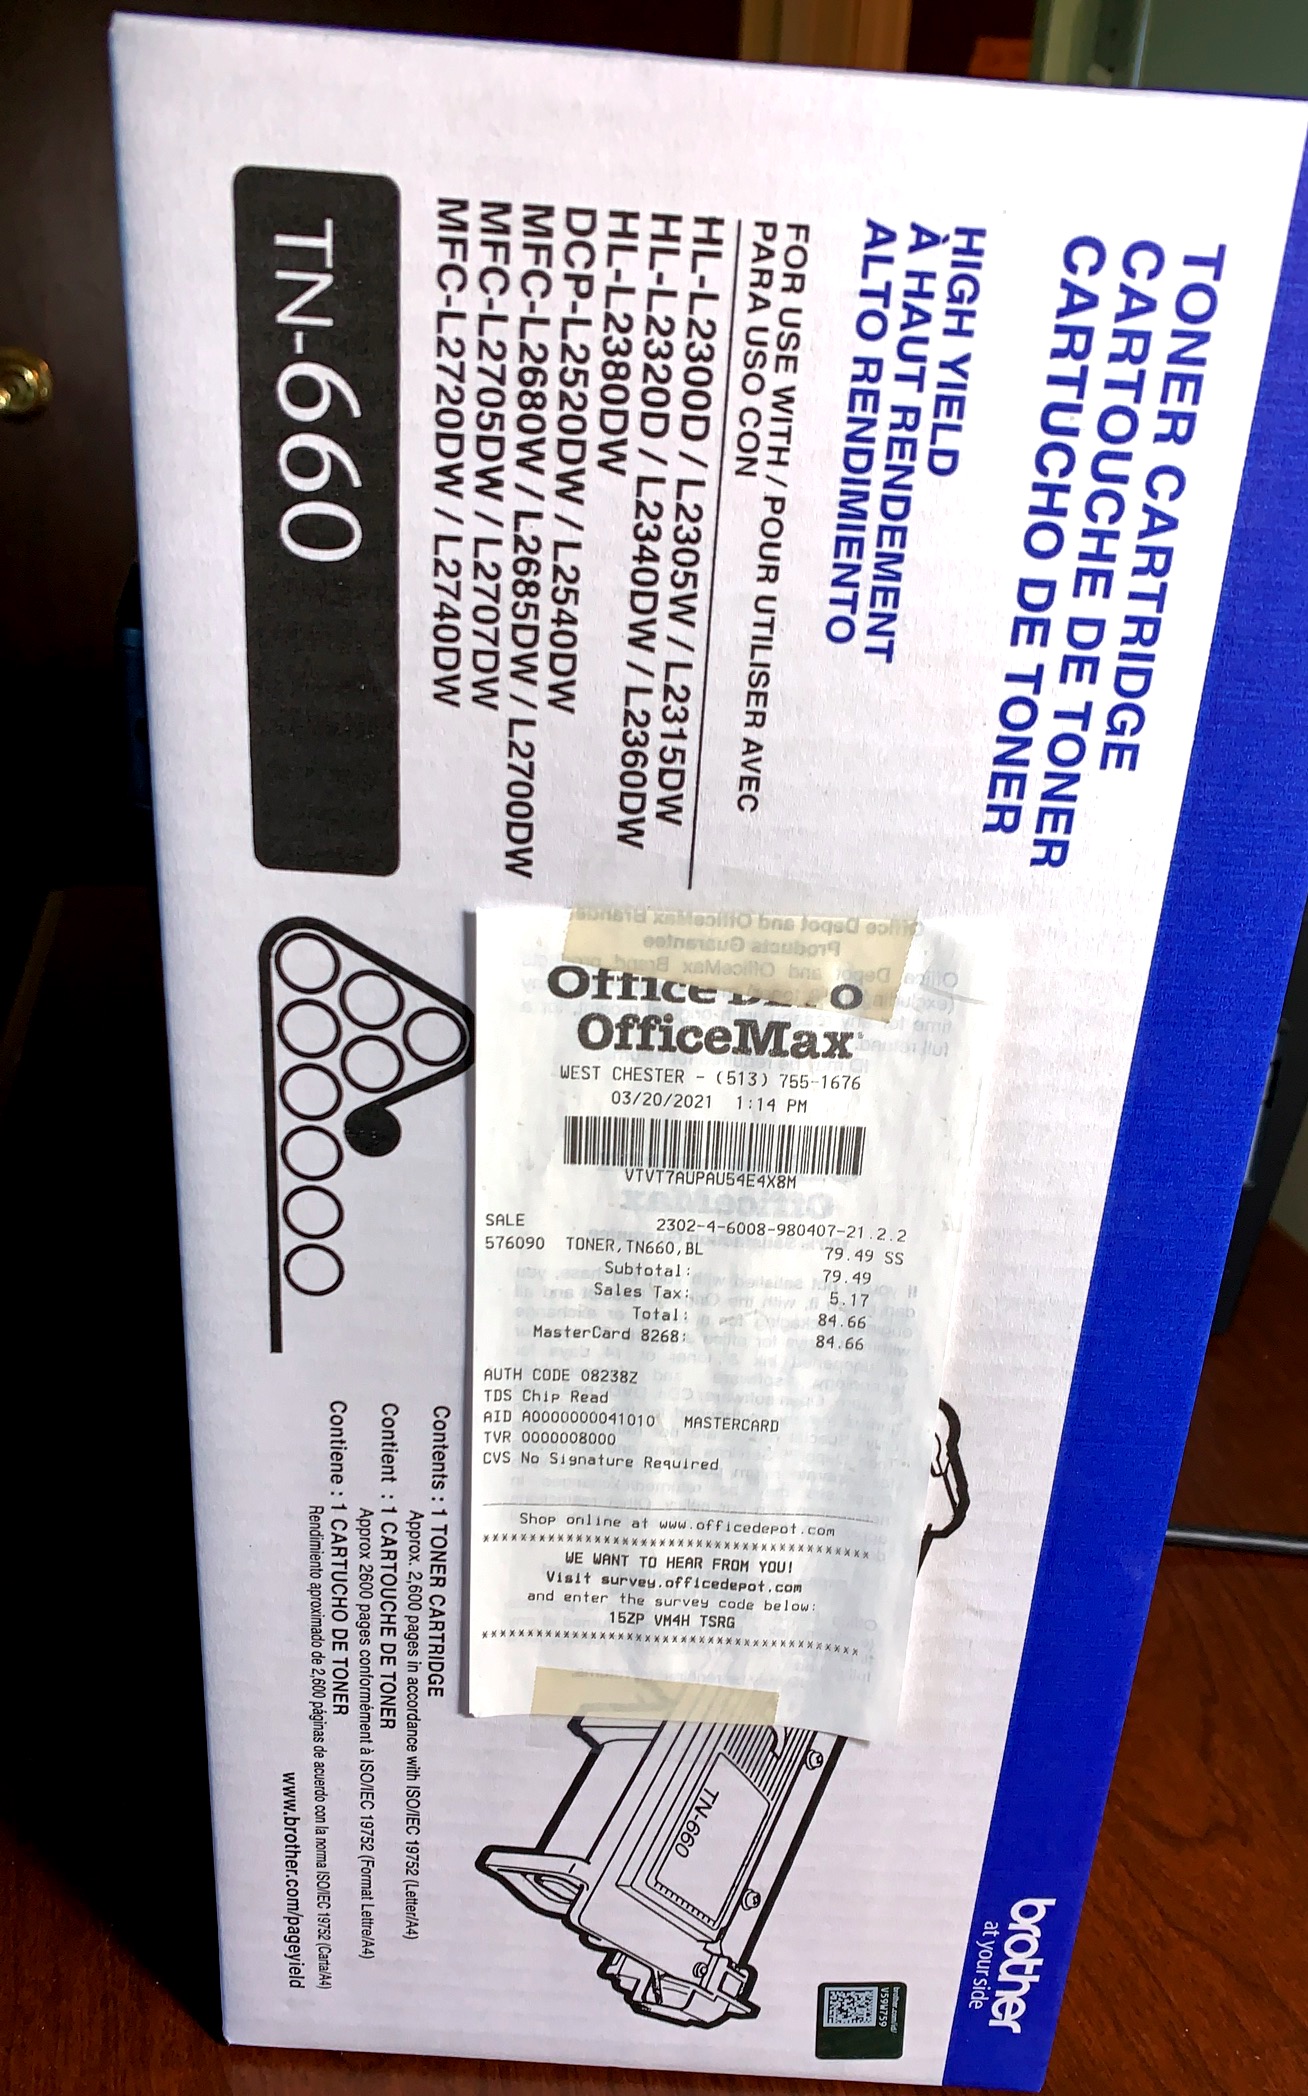 TONER CARTRIDGE
CARTOUCHE DE TONER
CARTUCHO DE TONER
HIGH YIELD
À HAUT RENDEMENT
ALTO RENDIMIENTO
FOR USE WITH / POUR UTILISER AVEC
PARA USO CON
HL-L2300D / L2305W / L2315DW
HL-L2320D / L2340DW / L2360DW
HL-L2380DW
DCP-L2520DW / L2540DW
MFC-L2680W / L2685DW / L2700DW
MFC-L2705DW / L2707DW
MFC-L2720DW / L2740DW
TN-660
Office
OfficeMax
WEST CHESTER - (513) 755-1676
03/20/2021 1:14 PM
VTVT7AUPAU54E4X8M
SALE 2302-4-6008-980407-21.2.2
576090 TONER,TN660,BL 79.49 SS
Subtotal: 79.49
Sales Tax: 5.17
Total: 84.66
MasterCard 8268: 84.66
AUTH CODE 08238Z
TDS Chip Read
AID A0000000041010 MASTERCARD
TVR 0000008000
CVS No Signature Required
Shop online at www.officedepot.com
WE WANT TO HEAR FROM YOU!
Visit survey.officedepot.com
and enter the survey code below:
15ZP VM4H TSRG
Contents : 1 TONER CARTRIDGE
Approx. 2,600 pages in accordance with ISO/IEC 19752 (Letter/A4)
Contient : 1 CARTOUCHE DE TONER
Approx 2600 pages conformément à ISO/IEC 19752 (Format Lettre/A4)
Contiene : 1 CARTUCHO DE TONER
Rendimiento aproximado de 2,600 páginas de acuerdo con la norma ISO/IEC 19752 (Carta/A4)
www.brother.com/pageyield
TN-660
brother
at your side